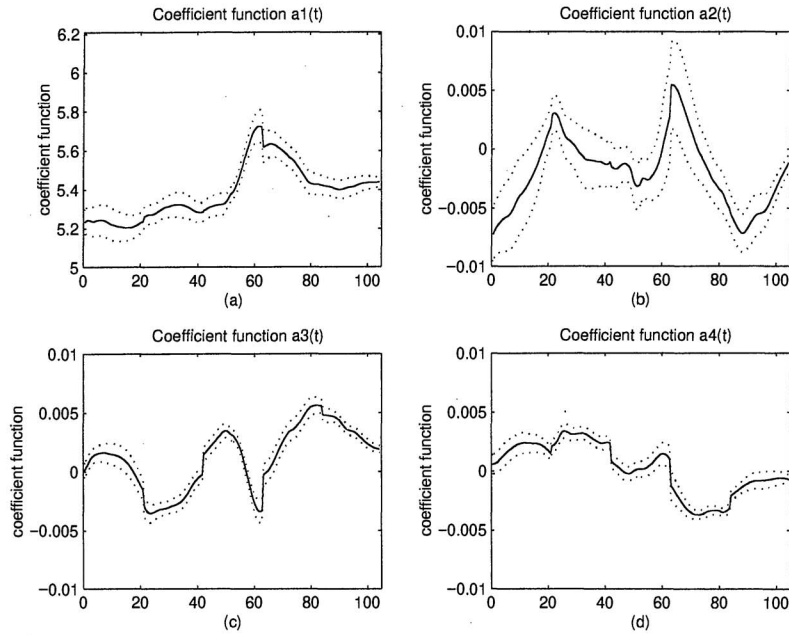 Coefficient function a1(t)
6.2
6
5.8
5.6
5.4
5.2
5
coefficient function
0 20 40 60 80 100
(a)
Coefficient function a2(t)
0.01
0.005
0
−0.005
−0.01
coefficient function
0 20 40 60 80 100
(b)
Coefficient function a3(t)
0.01
0.005
0
−0.005
−0.01
coefficient function
0 20 40 60 80 100
(c)
Coefficient function a4(t)
0.01
0.005
0
−0.005
−0.01
coefficient function
0 20 40 60 80 100
(d)